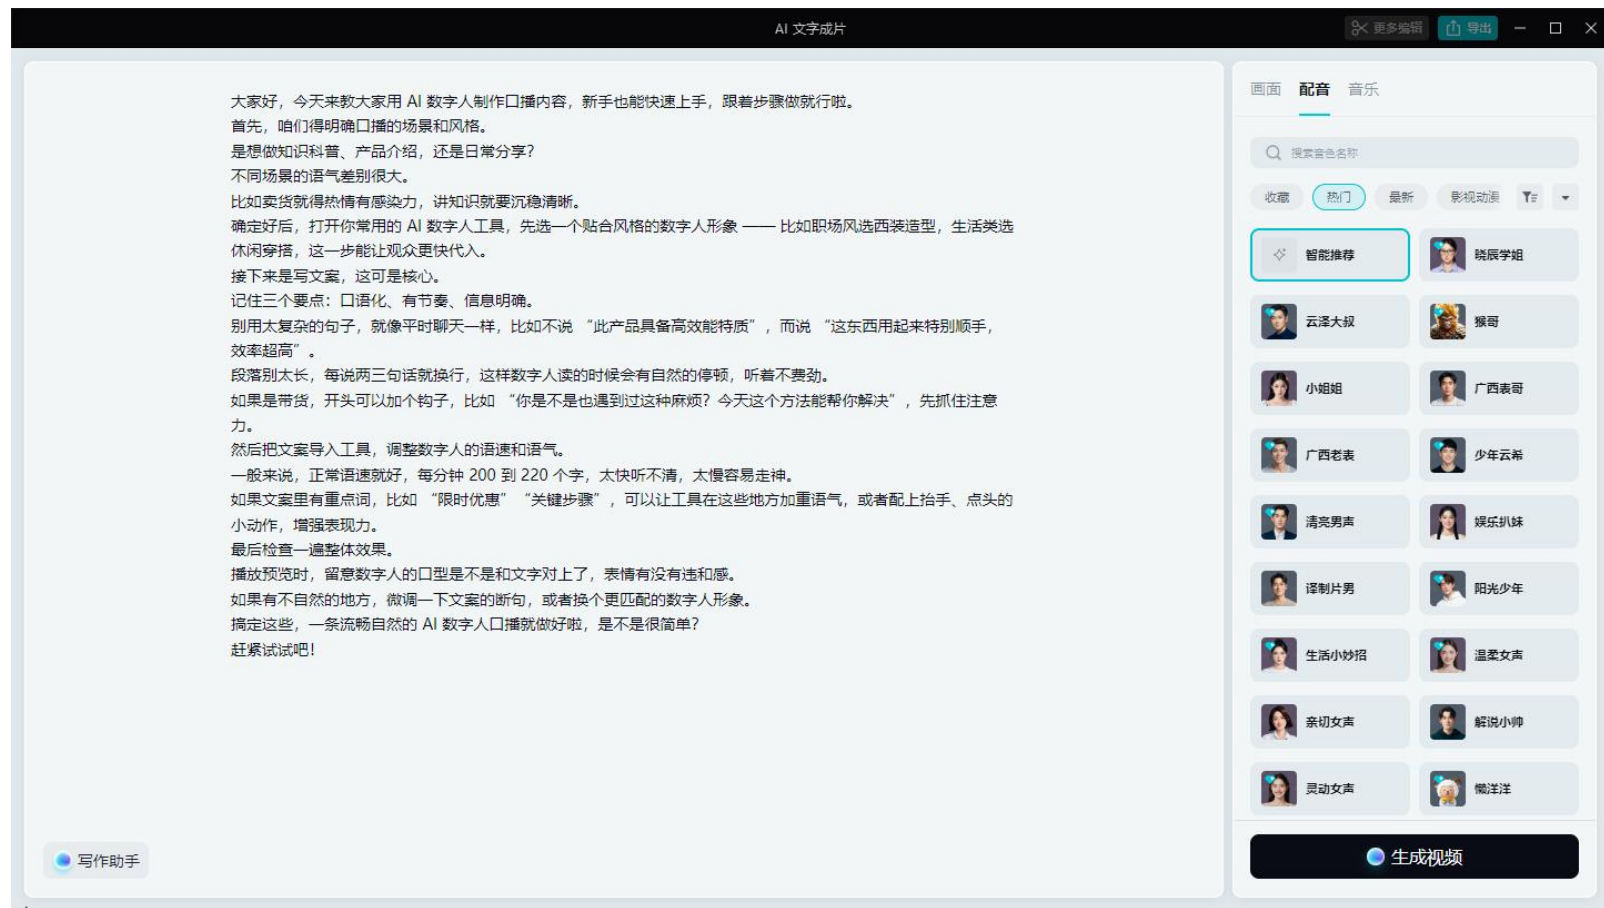 AI 文字成片
更多编辑
导出
大家好，今天来教大家用 AI 数字人制作口播内容，新手也能快速上手，跟着步骤做就行啦。
首先，咱们得明确口播的场景和风格。
是想做知识科普、产品介绍，还是日常分享？
不同场景的语气差别很大。
比如卖货就得热情有感染力，讲知识就要沉稳清晰。
确定好后，打开你常用的 AI 数字人工具，先选一个贴合风格的数字人形象 —— 比如职场风选西装造型，生活类选
休闲穿搭，这一步能让观众更快代入。
接下来是写文案，这可是核心。
记住三个要点：口语化、有节奏、信息明确。
别用太复杂的句子，就像平时聊天一样，比如不说 “此产品具备高效能特质”，而说 “这东西用起来特别顺手，
效率超高”。
段落别太长，每说两三句话就换行，这样数字人读的时候会有自然的停顿，听着不费劲。
如果是带货，开头可以加个钩子，比如 “你是不是也遇到过这种麻烦？今天这个方法能帮你解决”，先抓住注意
力。
然后把文案导入工具，调整数字人的语速和语气。
一般来说，正常语速就好，每分钟 200 到 220 个字，太快听不清，太慢容易走神。
如果文案里有重点词，比如 “限时优惠”“关键步骤”，可以让工具在这些地方加重语气，或者配上抬手、点头的
小动作，增强表现力。
最后检查一遍整体效果。
播放预览时，留意数字人的口型是不是和文字对上了，表情有没有违和感。
如果有不自然的地方，微调一下文案的断句，或者换个更匹配的数字人形象。
搞定这些，一条流畅自然的 AI 数字人口播就做好啦，是不是很简单？
赶紧试试吧！
写作助手
画面 配音 音乐
搜索音色名称
收藏 热门 最新 影视动漫
智能推荐 晓辰学姐
云泽大叔 猴哥
小姐姐 广西表哥
广西老表 少年云希
清亮男声 娱乐扒妹
译制片男 阳光少年
生活小妙招 温柔女声
亲切女声 解说小帅
灵动女声 懒洋洋
生成视频